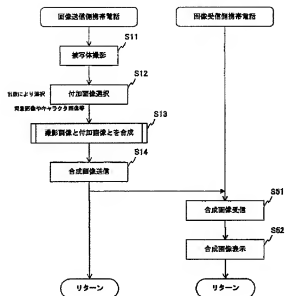 画像送信側携帯電話
画像受信側携帯電話
S11
被写体撮影
S12
付加画像選択
S13
撮影画像と付加画像とを合成
S14
合成画像送信
S51
合成画像受信
S52
合成画像表示
リターン
リターン